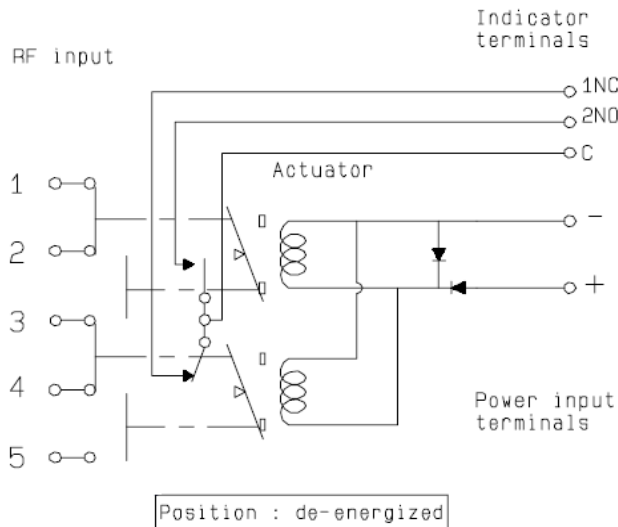 Indicator
terminals
RF input
1NC
2NO
C
Actuator
1
2
3
4
5
-
+
Power input
terminals
Position : de-energized